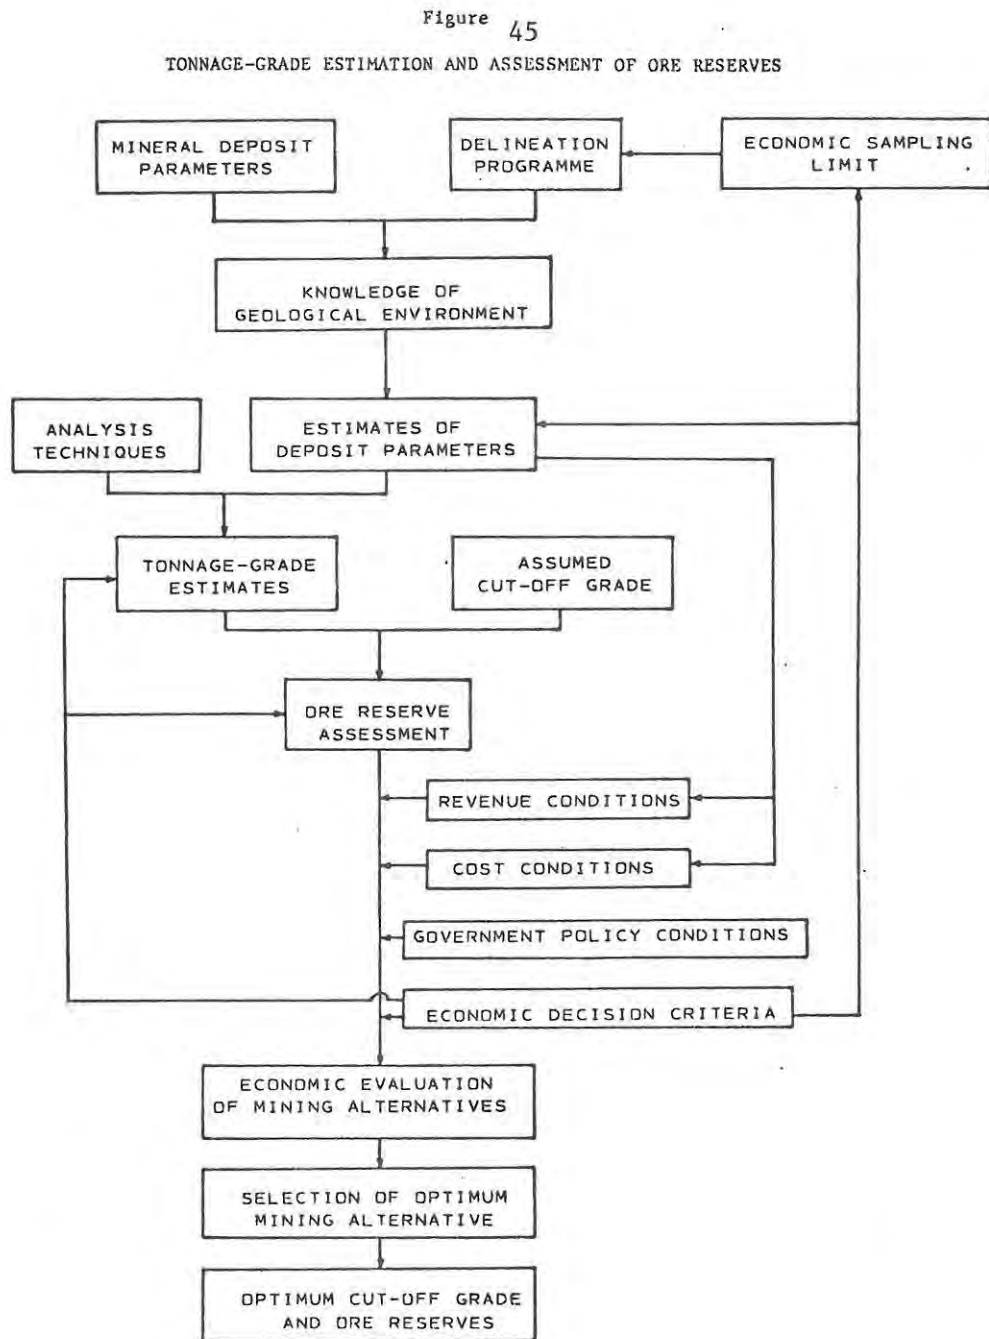 Figure 45
TONNAGE-GRADE ESTIMATION AND ASSESSMENT OF ORE RESERVES
MINERAL DEPOSIT
PARAMETERS
DELINEATION
PROGRAMME
ECONOMIC SAMPLING
LIMIT
KNOWLEDGE OF
GEOLOGICAL ENVIRONMENT
ANALYSIS
TECHNIQUES
ESTIMATES OF
DEPOSIT PARAMETERS
TONNAGE-GRADE
ESTIMATES
ASSUMED
CUT-OFF GRADE
ORE RESERVE
ASSESSMENT
REVENUE CONDITIONS
COST CONDITIONS
GOVERNMENT POLICY CONDITIONS
ECONOMIC DECISION CRITERIA
ECONOMIC EVALUATION
OF MINING ALTERNATIVES
SELECTION OF OPTIMUM
MINING ALTERNATIVE
OPTIMUM CUT-OFF GRADE
AND ORE RESERVES